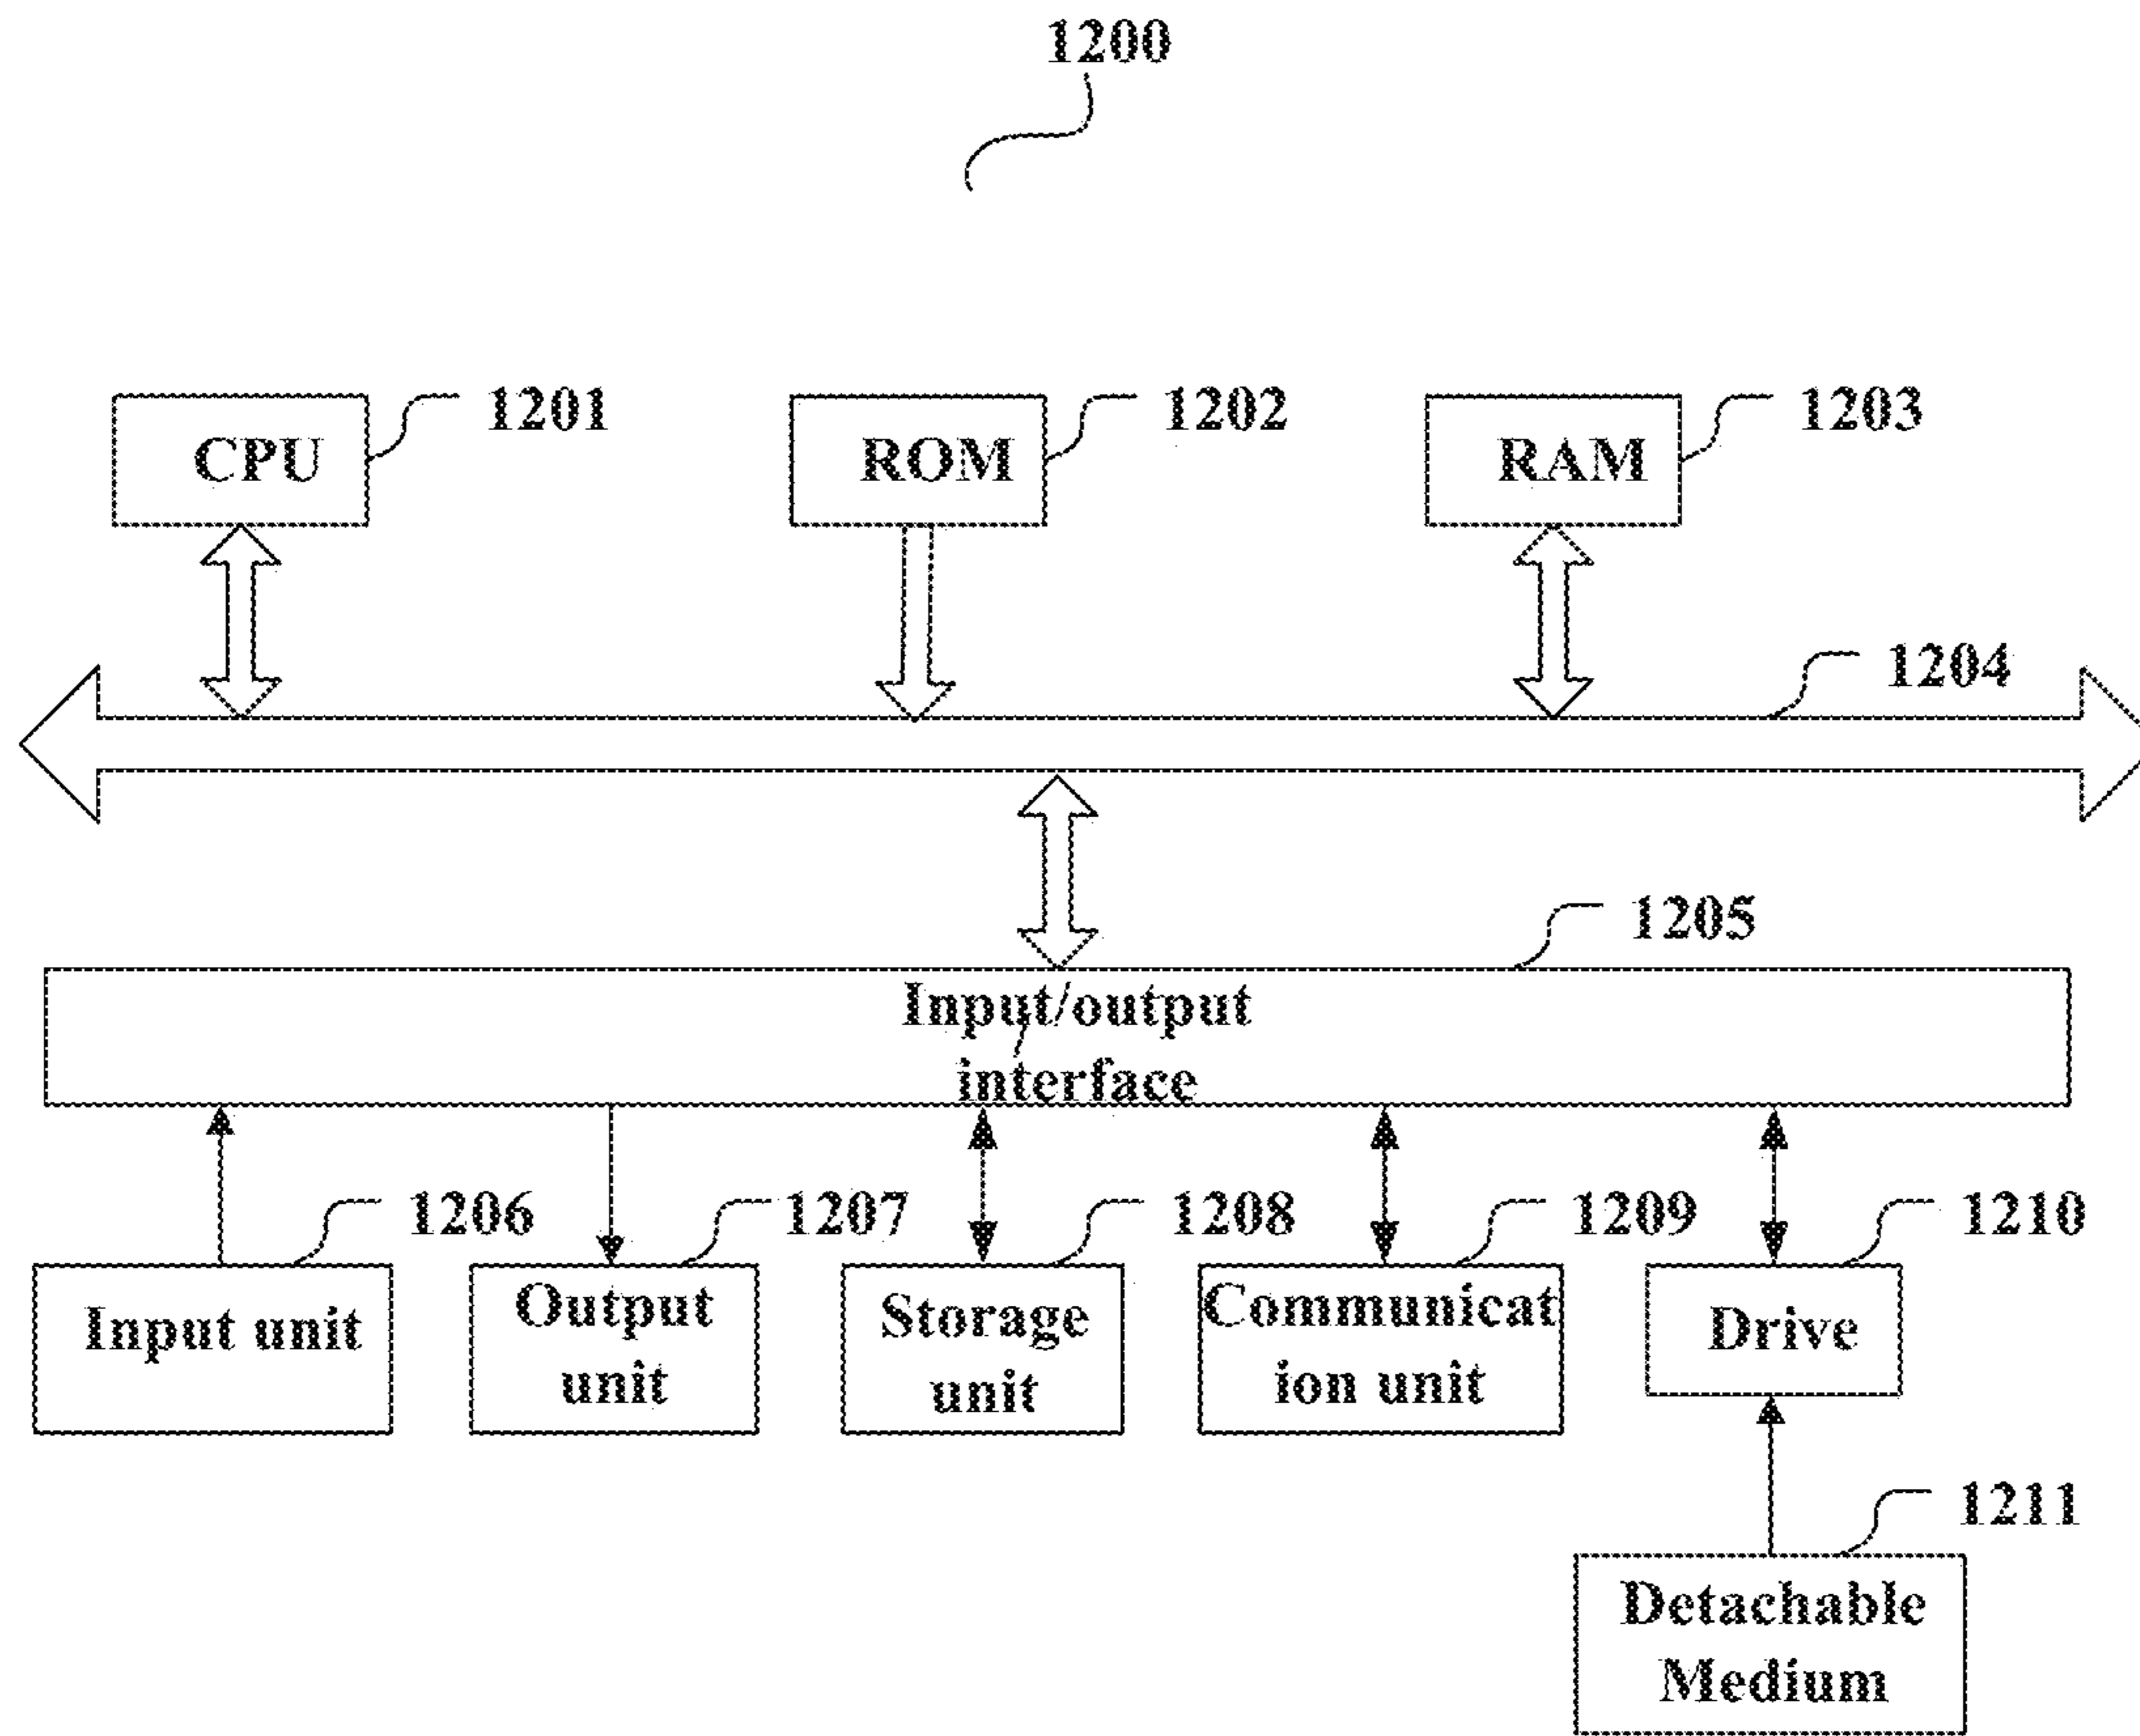 1200
CPU
1201
ROM
1202
RAM
1203
1204
1205
Input/output
interface
1206
1207
1208
1209
1210
Input unit
Output
unit
Storage
unit
Communicat
ion unit
Drive
1211
Detachable
Medium